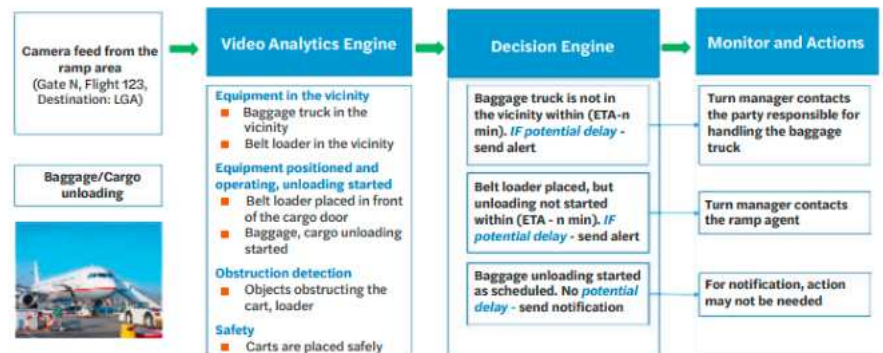 Camera feed from the
ramp area
(Gate N, Flight 123,
Destination: LGA)
Baggage/Cargo
unloading
Video Analytics Engine
Equipment in the vicinity
Baggage truck in the
vicinity
Belt loader in the vicinity
Equipment positioned and
operating, unloading started
Belt loader placed in front
of the cargo door
Baggage, cargo unloading
started
Obstruction detection
Objects obstructing the
cart, loader
Safety
Carts are placed safely
Decision Engine
Baggage truck is not in
the vicinity within (ETA-n
min). IF potential delay -
send alert
Belt loader placed, but
unloading not started
within (ETA - n min). IF
potential delay - send alert
Baggage unloading started
as scheduled. No potential
delay - send notification
Monitor and Actions
Turn manager contacts
the party responsible for
handling the baggage
truck
Turn manager contacts
the ramp agent
For notification, action
may not be needed